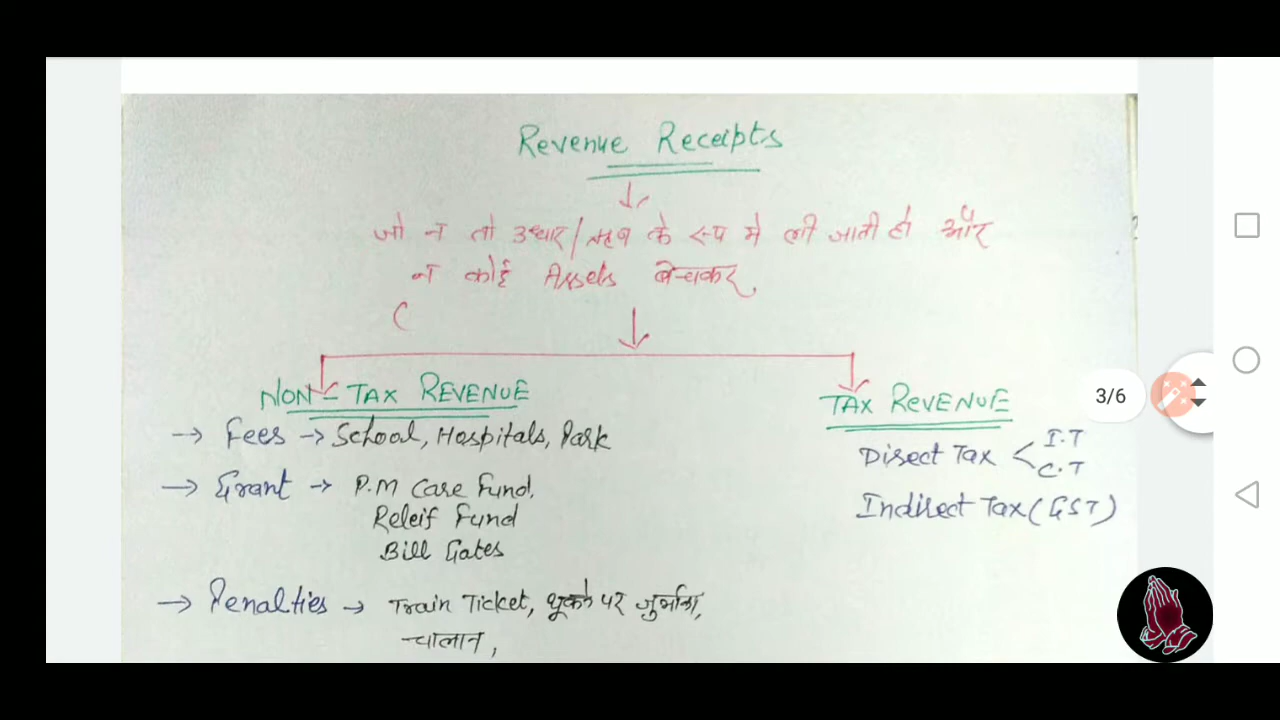 Revenue Receipts
जो न तो उधार/ऋण के रूप मे ली जाती हो और
न कोई Assets बेचकर,
NON - TAX REVENUE
TAX REVENUE
→ Fees → School, Hospitals, Park
Direct Tax < I.T
C.T
→ Grant → P.M Care Fund,
Indirect Tax (GST)
Releif Fund
Bill Gates
→ Penalties → Train Ticket, थूकने पर जुर्माना,
चालान,
3/6